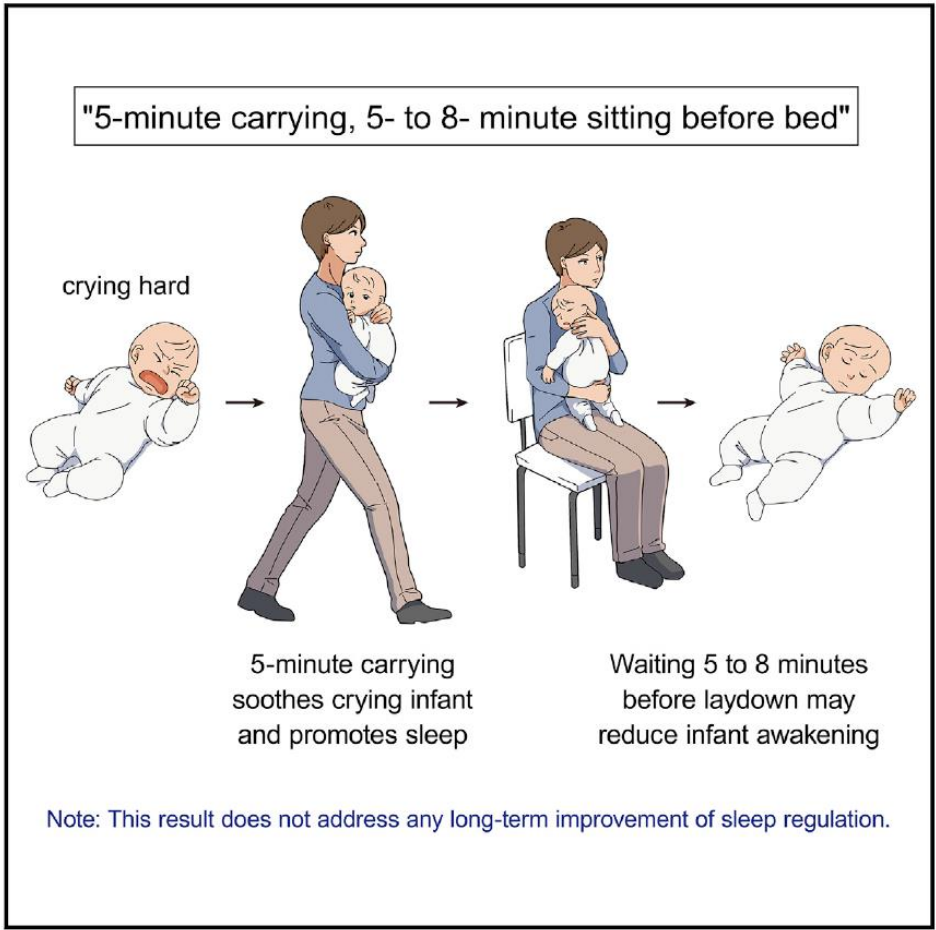 "5-minute carrying, 5- to 8- minute sitting before bed"
crying hard
5-minute carrying
soothes crying infant
and promotes sleep
Waiting 5 to 8 minutes
before laydown may
reduce infant awakening
Note: This result does not address any long-term improvement of sleep regulation.